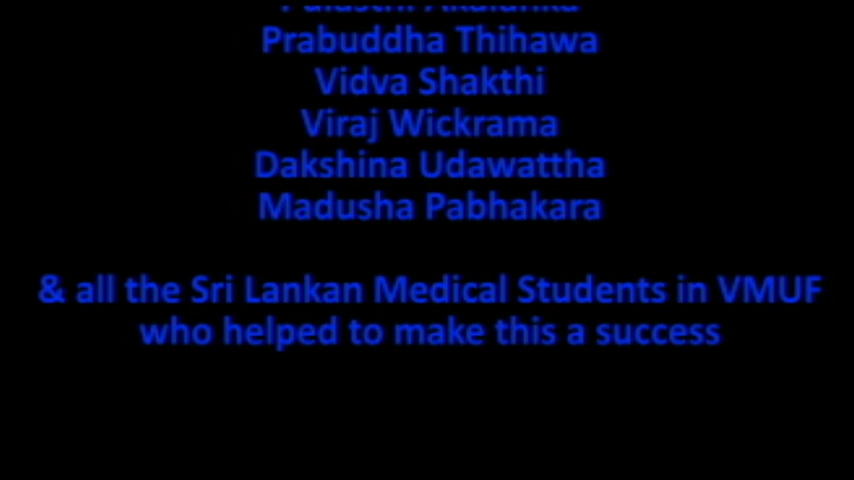 Prabuddha Thihawa
Vidva Shakthi
Viraj Wickrama
Dakshina Udawattha
Madusha Pabhakara
& all the Sri Lankan Medical Students in VMUF
who helped to make this a success